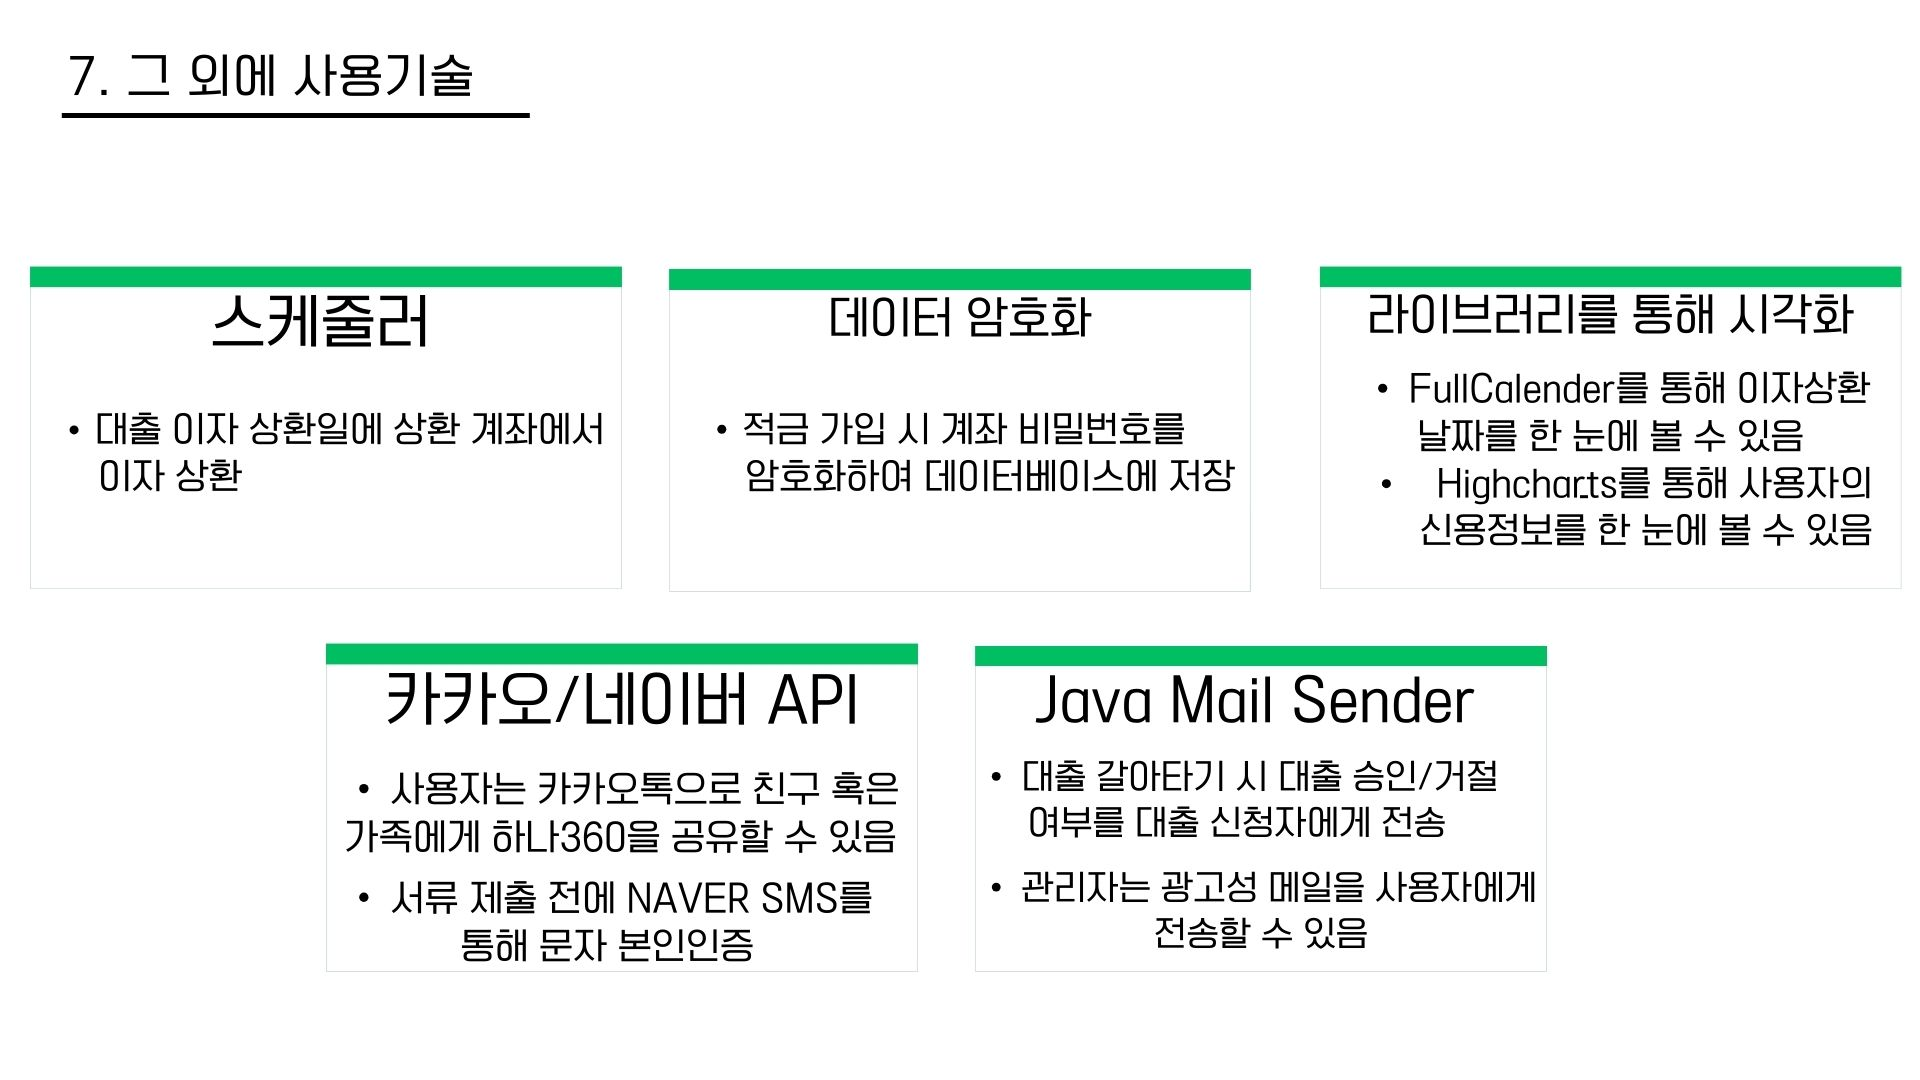 7. 그 외에 사용기술
스케줄러
• 대출 이자 상환일에 상환 계좌에서
이자 상환
데이터 암호화
• 적금 가입 시 계좌 비밀번호를
암호화하여 데이터베이스에 저장
라이브러리를 통해 시각화
• FullCalender를 통해 이자상환
날짜를 한 눈에 볼 수 있음
• Highcharts를 통해 사용자의
신용정보를 한 눈에 볼 수 있음
카카오/네이버 API
• 사용자는 카카오톡으로 친구 혹은
가족에게 하나360을 공유할 수 있음
• 서류 제출 전에 NAVER SMS를
통해 문자 본인인증
Java Mail Sender
• 대출 갈아타기 시 대출 승인/거절
여부를 대출 신청자에게 전송
• 관리자는 광고성 메일을 사용자에게
전송할 수 있음